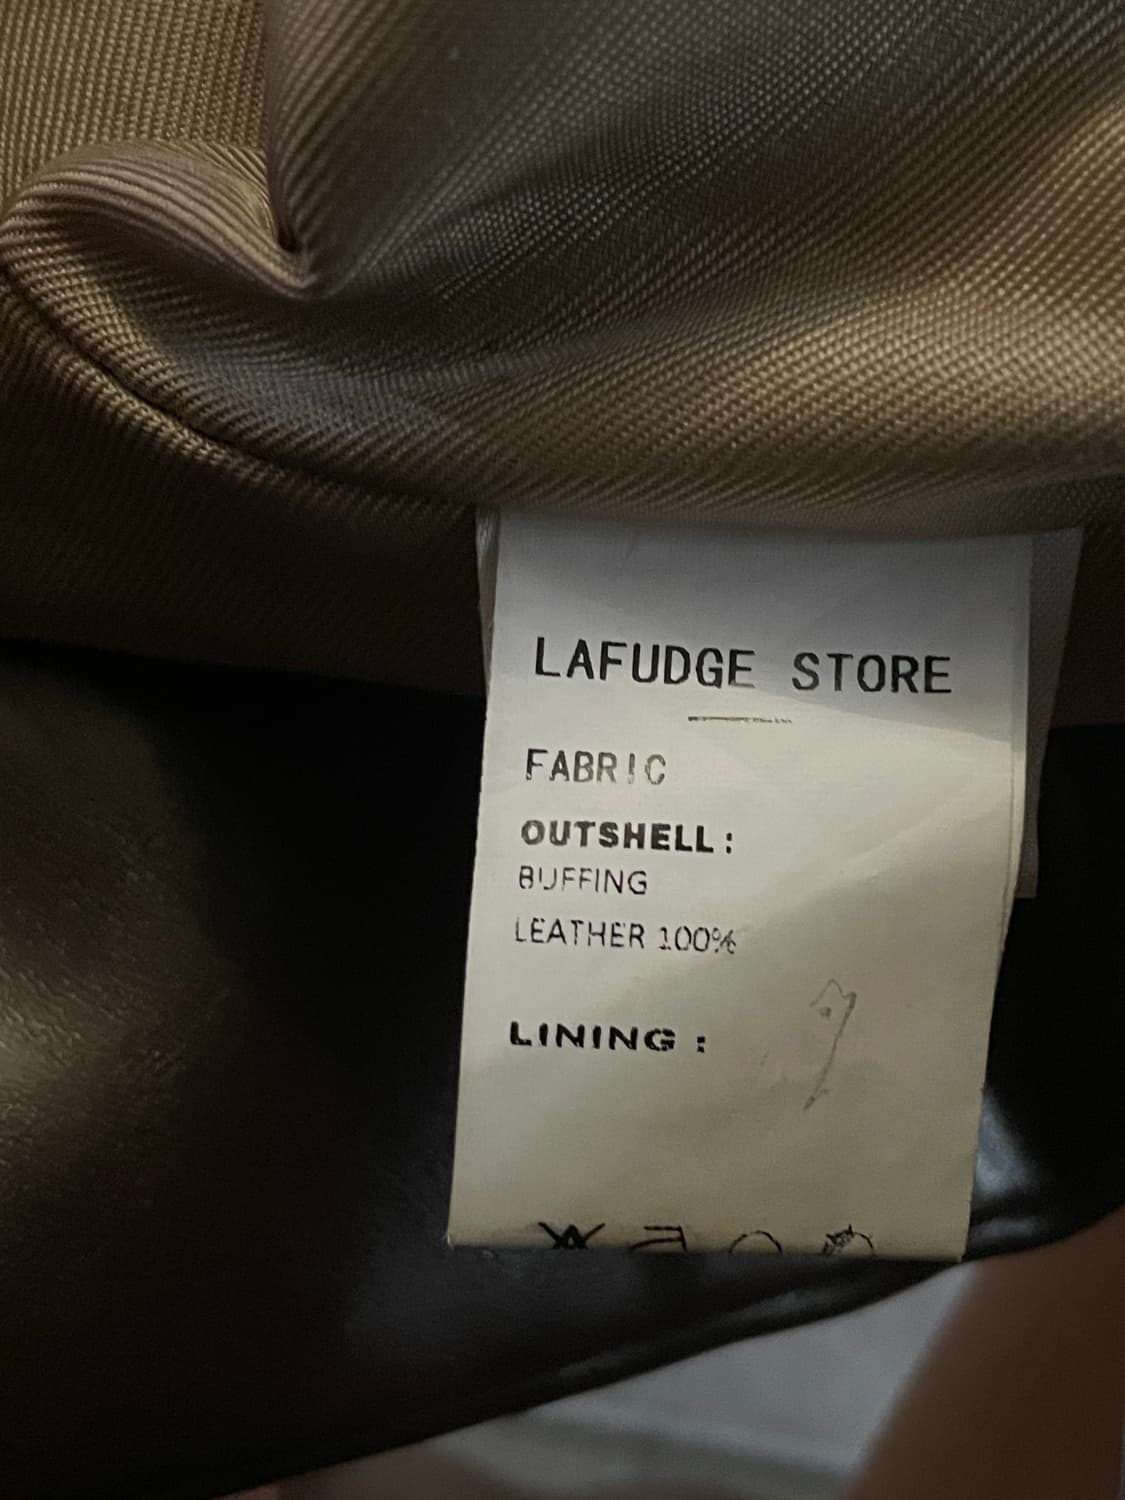 LAFUDGE STORE
FABRIC
OUTSHELL:
BUFFING
LEATHER 100%
LINING: